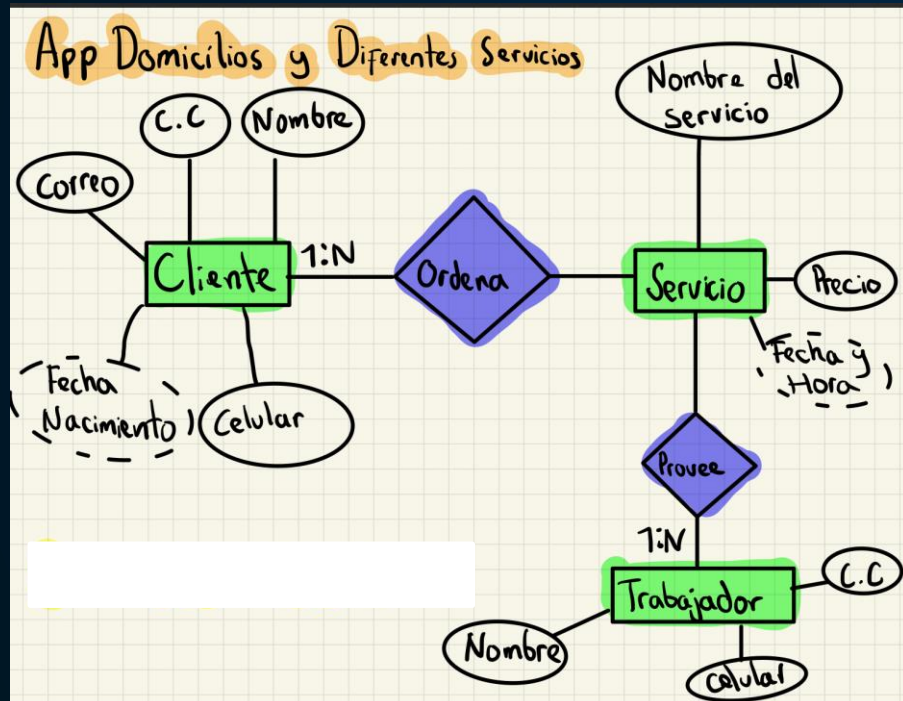 App Domicilios y Diferentes Servicios
C.C
Nombre
Correo
Cliente
1:N
Ordena
Fecha
Nacimiento
Celular
Nombre del
servicio
Servicio
Precio
Fecha y
Hora
Provee
1:N
Trabajador
C.C
Nombre
celular